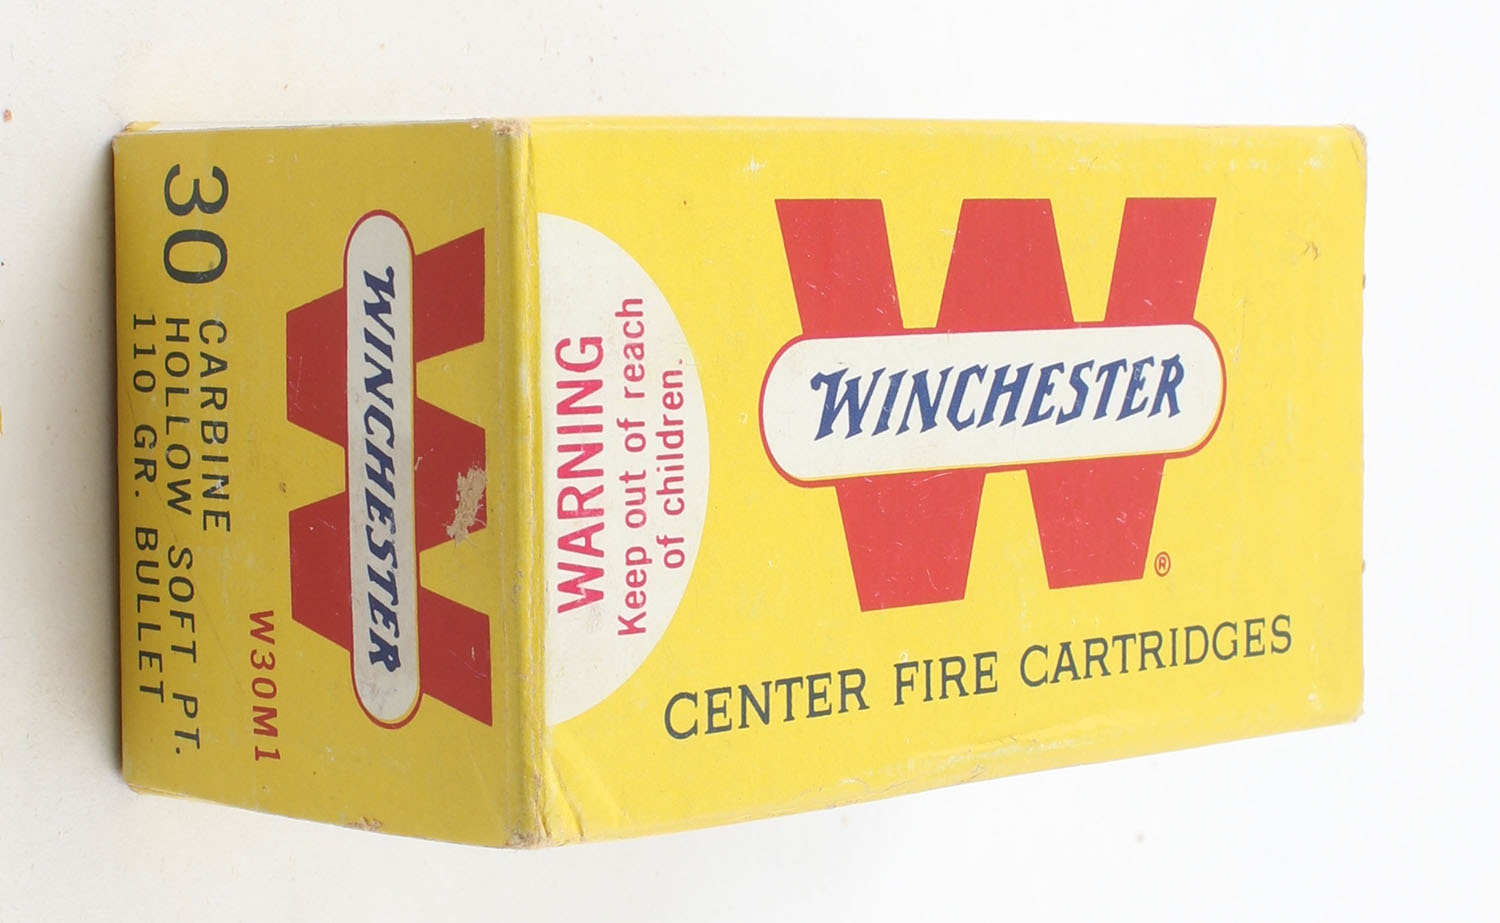 WINCHESTER
®
CENTER FIRE CARTRIDGES
WARNING
Keep out of reach
of children.
WINCHESTER
W30M1
30 CARBINE
HOLLOW SOFT PT.
110 GR. BULLET